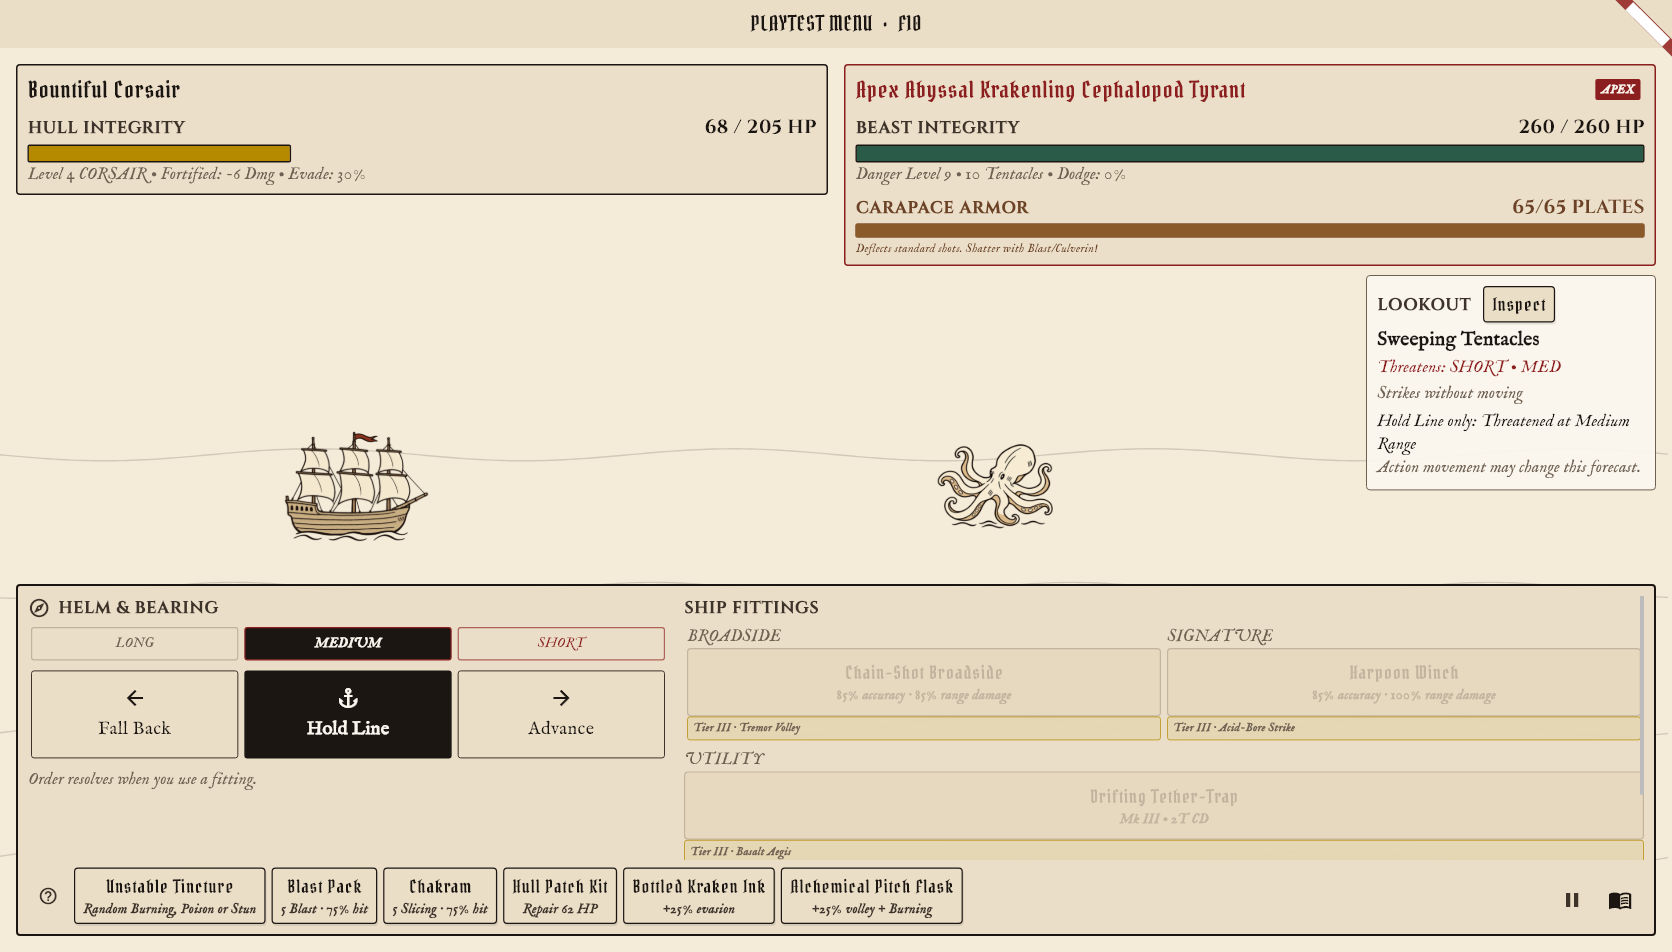 PLAYTEST MENU · F10
Bountiful Corsair
HULL INTEGRITY 68 / 205 HP
Level 4 CORSAIR • Fortified: -6 Dmg • Evade: 30%
Apex Abyssal Krakenling Cephalopod Tyrant APEX
BEAST INTEGRITY 260 / 260 HP
Danger Level 9 • 10 Tentacles • Dodge: 0%
CARAPACE ARMOR 65/65 PLATES
Deflects standard shots. Shatter with Blast/Culverin!
LOOKOUT Inspect
Sweeping Tentacles
Threatens: SHORT • MED
Strikes without moving
Hold Line only: Threatened at Medium
Range
Action movement may change this forecast.
HELM & BEARING
LONG MEDIUM SHORT
Fall Back Hold Line Advance
Order resolves when you use a fitting.
SHIP FITTINGS
BROADSIDE
Chain-Shot Broadside
85% accuracy · 85% range damage
Tier III · Tremor Volley
SIGNATURE
Harpoon Winch
85% accuracy · 100% range damage
Tier III · Acid-Bore Strike
UTILITY
Drifting Tether-Trap
Mk III • 2T CD
Tier III · Basalt Aegis
Unstable Tincture
Random Burning, Poison or Stun
Blast Pack
5 Blast · 75% hit
Chakram
5 Slicing · 75% hit
Hull Patch Kit
Repair 62 HP
Bottled Kraken Ink
+25% evasion
Alchemical Pitch Flask
+25% volley + Burning